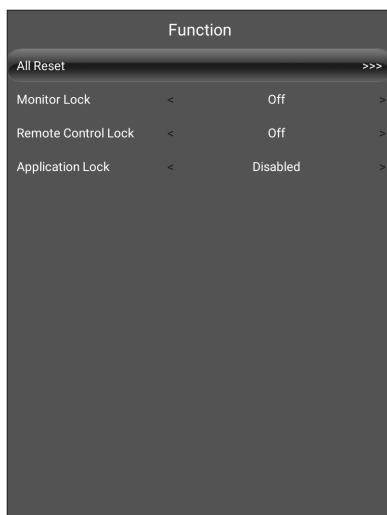 Function
All Reset >>>
Monitor Lock < Off >
Remote Control Lock < Off >
Application Lock < Disabled >